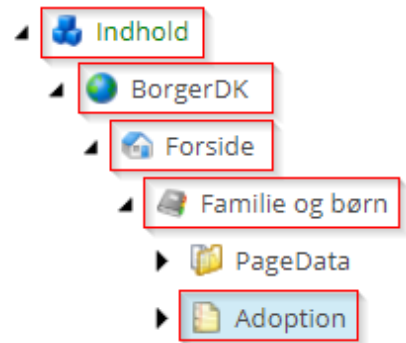 Indhold
BorgerDK
Forside
Familie og børn
PageData
Adoption